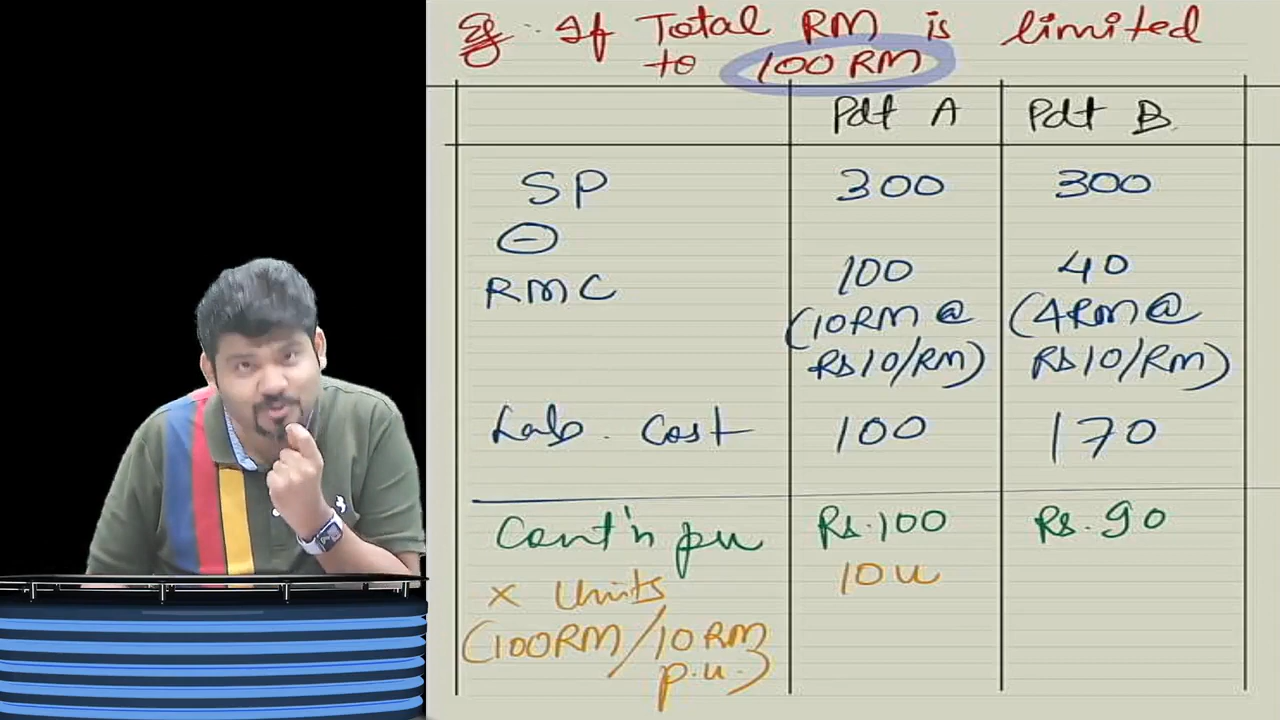 Eg. If Total RM is limited
to 100 RM
Pdt A Pdt B
SP 300 300
⊖
RMC 100 40
(10RM @ (4RM @
Rs10/RM) Rs10/RM)
Lab. Cost 100 170
Cont'n pu Rs.100 Rs.90
x Units 10u
(100RM/10RM
p.u.)